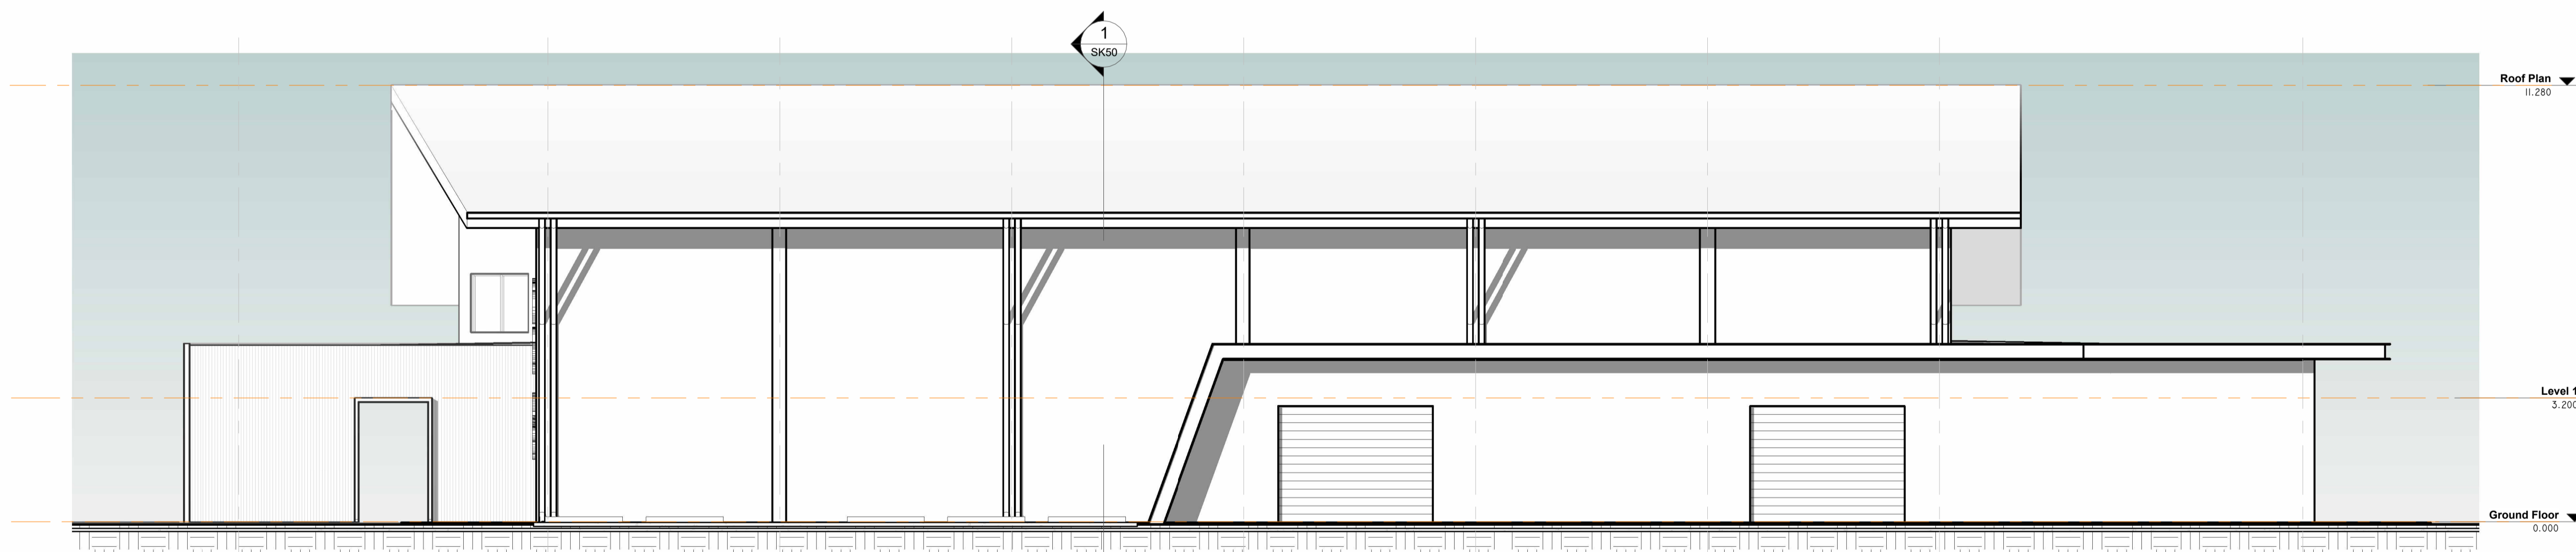 1
SK50
Roof Plan
11.280
Level 1
3.200
Ground Floor
0.000